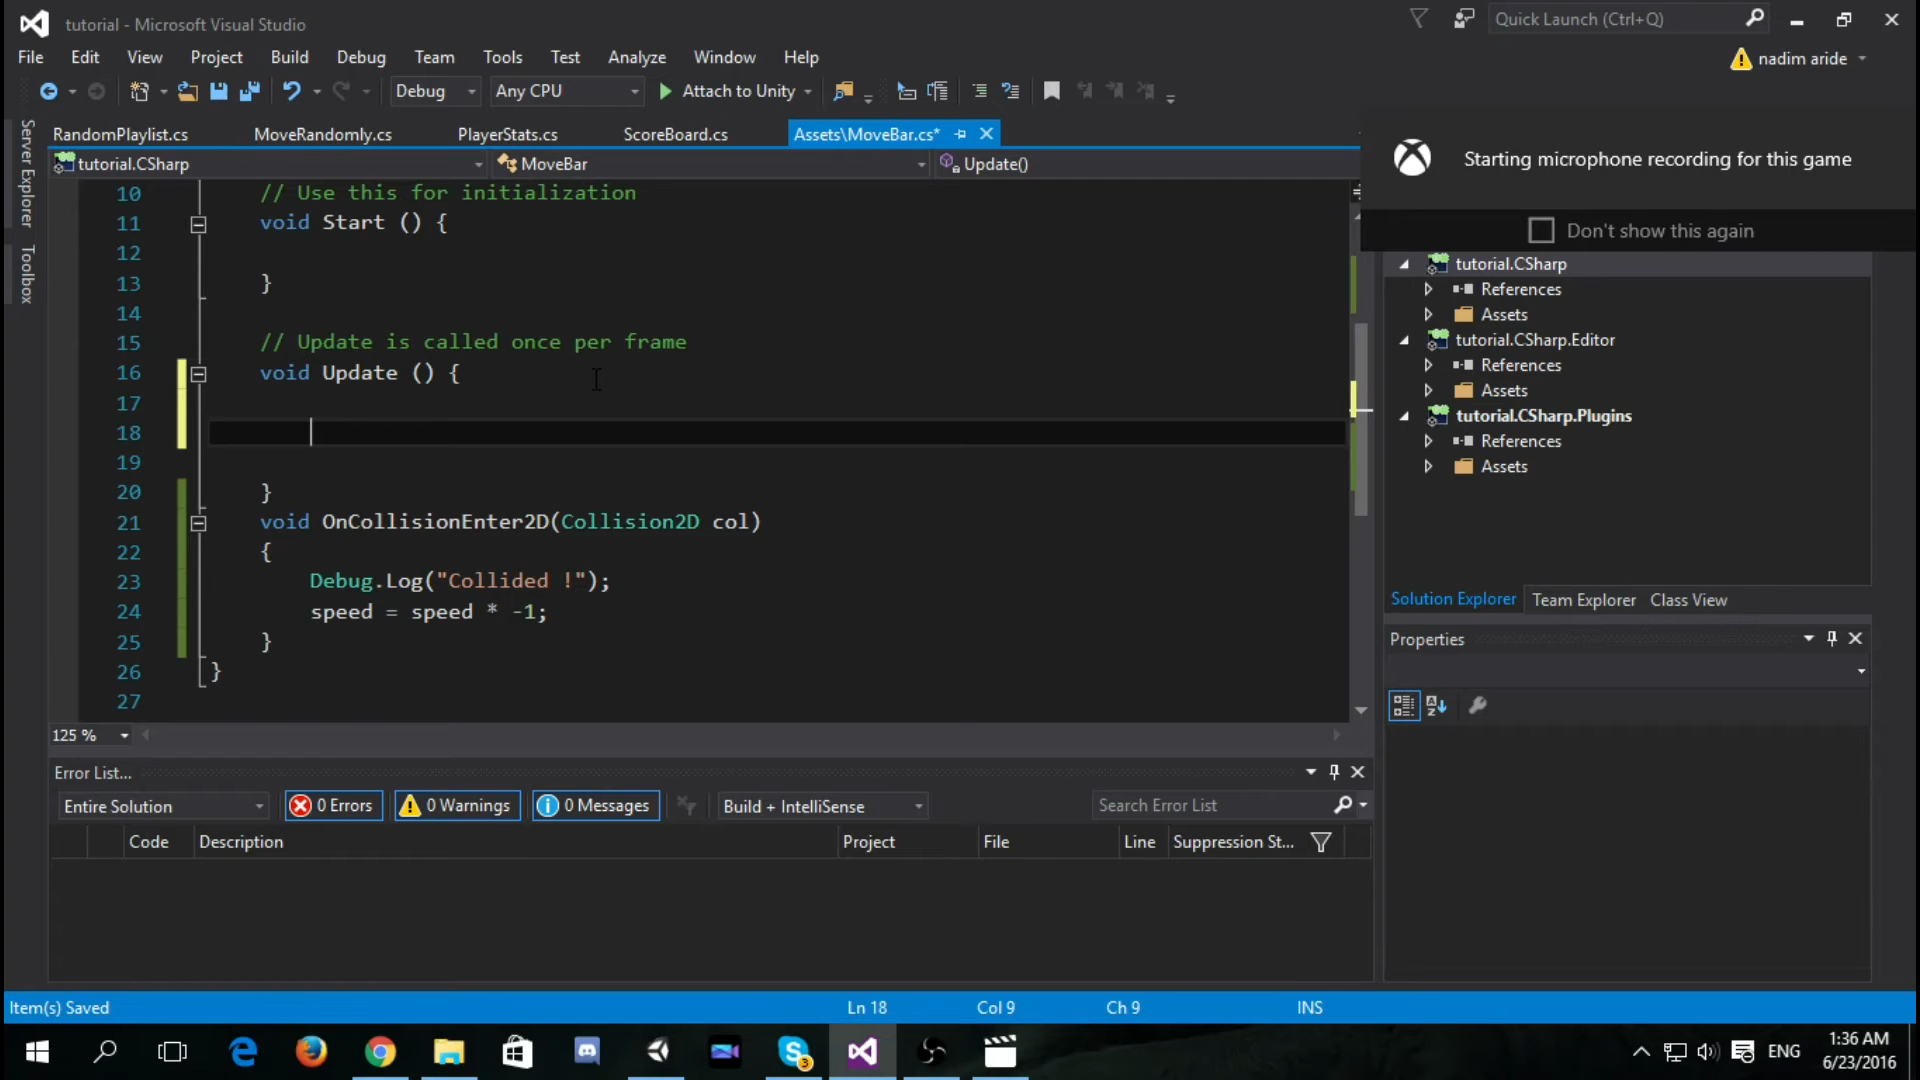 tutorial - Microsoft Visual Studio
Quick Launch (Ctrl+Q)
File Edit View Project Build Debug Team Tools Test Analyze Window Help
nadim aride
Debug Any CPU Attach to Unity
RandomPlaylist.cs MoveRandomly.cs PlayerStats.cs ScoreBoard.cs Assets\MoveBar.cs*
tutorial.CSharp MoveBar Update()
Starting microphone recording for this game
Don't show this again
Server Explorer
Toolbox
10 // Use this for initialization
11 void Start () {
12
13 }
14
15 // Update is called once per frame
16 void Update () {
17
18
19
20 }
21 void OnCollisionEnter2D(Collision2D col)
22 {
23 Debug.Log("Collided !");
24 speed = speed * -1;
25 }
26 }
27
125 %
tutorial.CSharp
References
Assets
tutorial.CSharp.Editor
References
Assets
tutorial.CSharp.Plugins
References
Assets
Solution Explorer Team Explorer Class View
Properties
Error List...
Entire Solution 0 Errors 0 Warnings 0 Messages Build + IntelliSense Search Error List
Code Description Project File Line Suppression St...
Item(s) Saved Ln 18 Col 9 Ch 9 INS
3
ENG
1:36 AM
6/23/2016